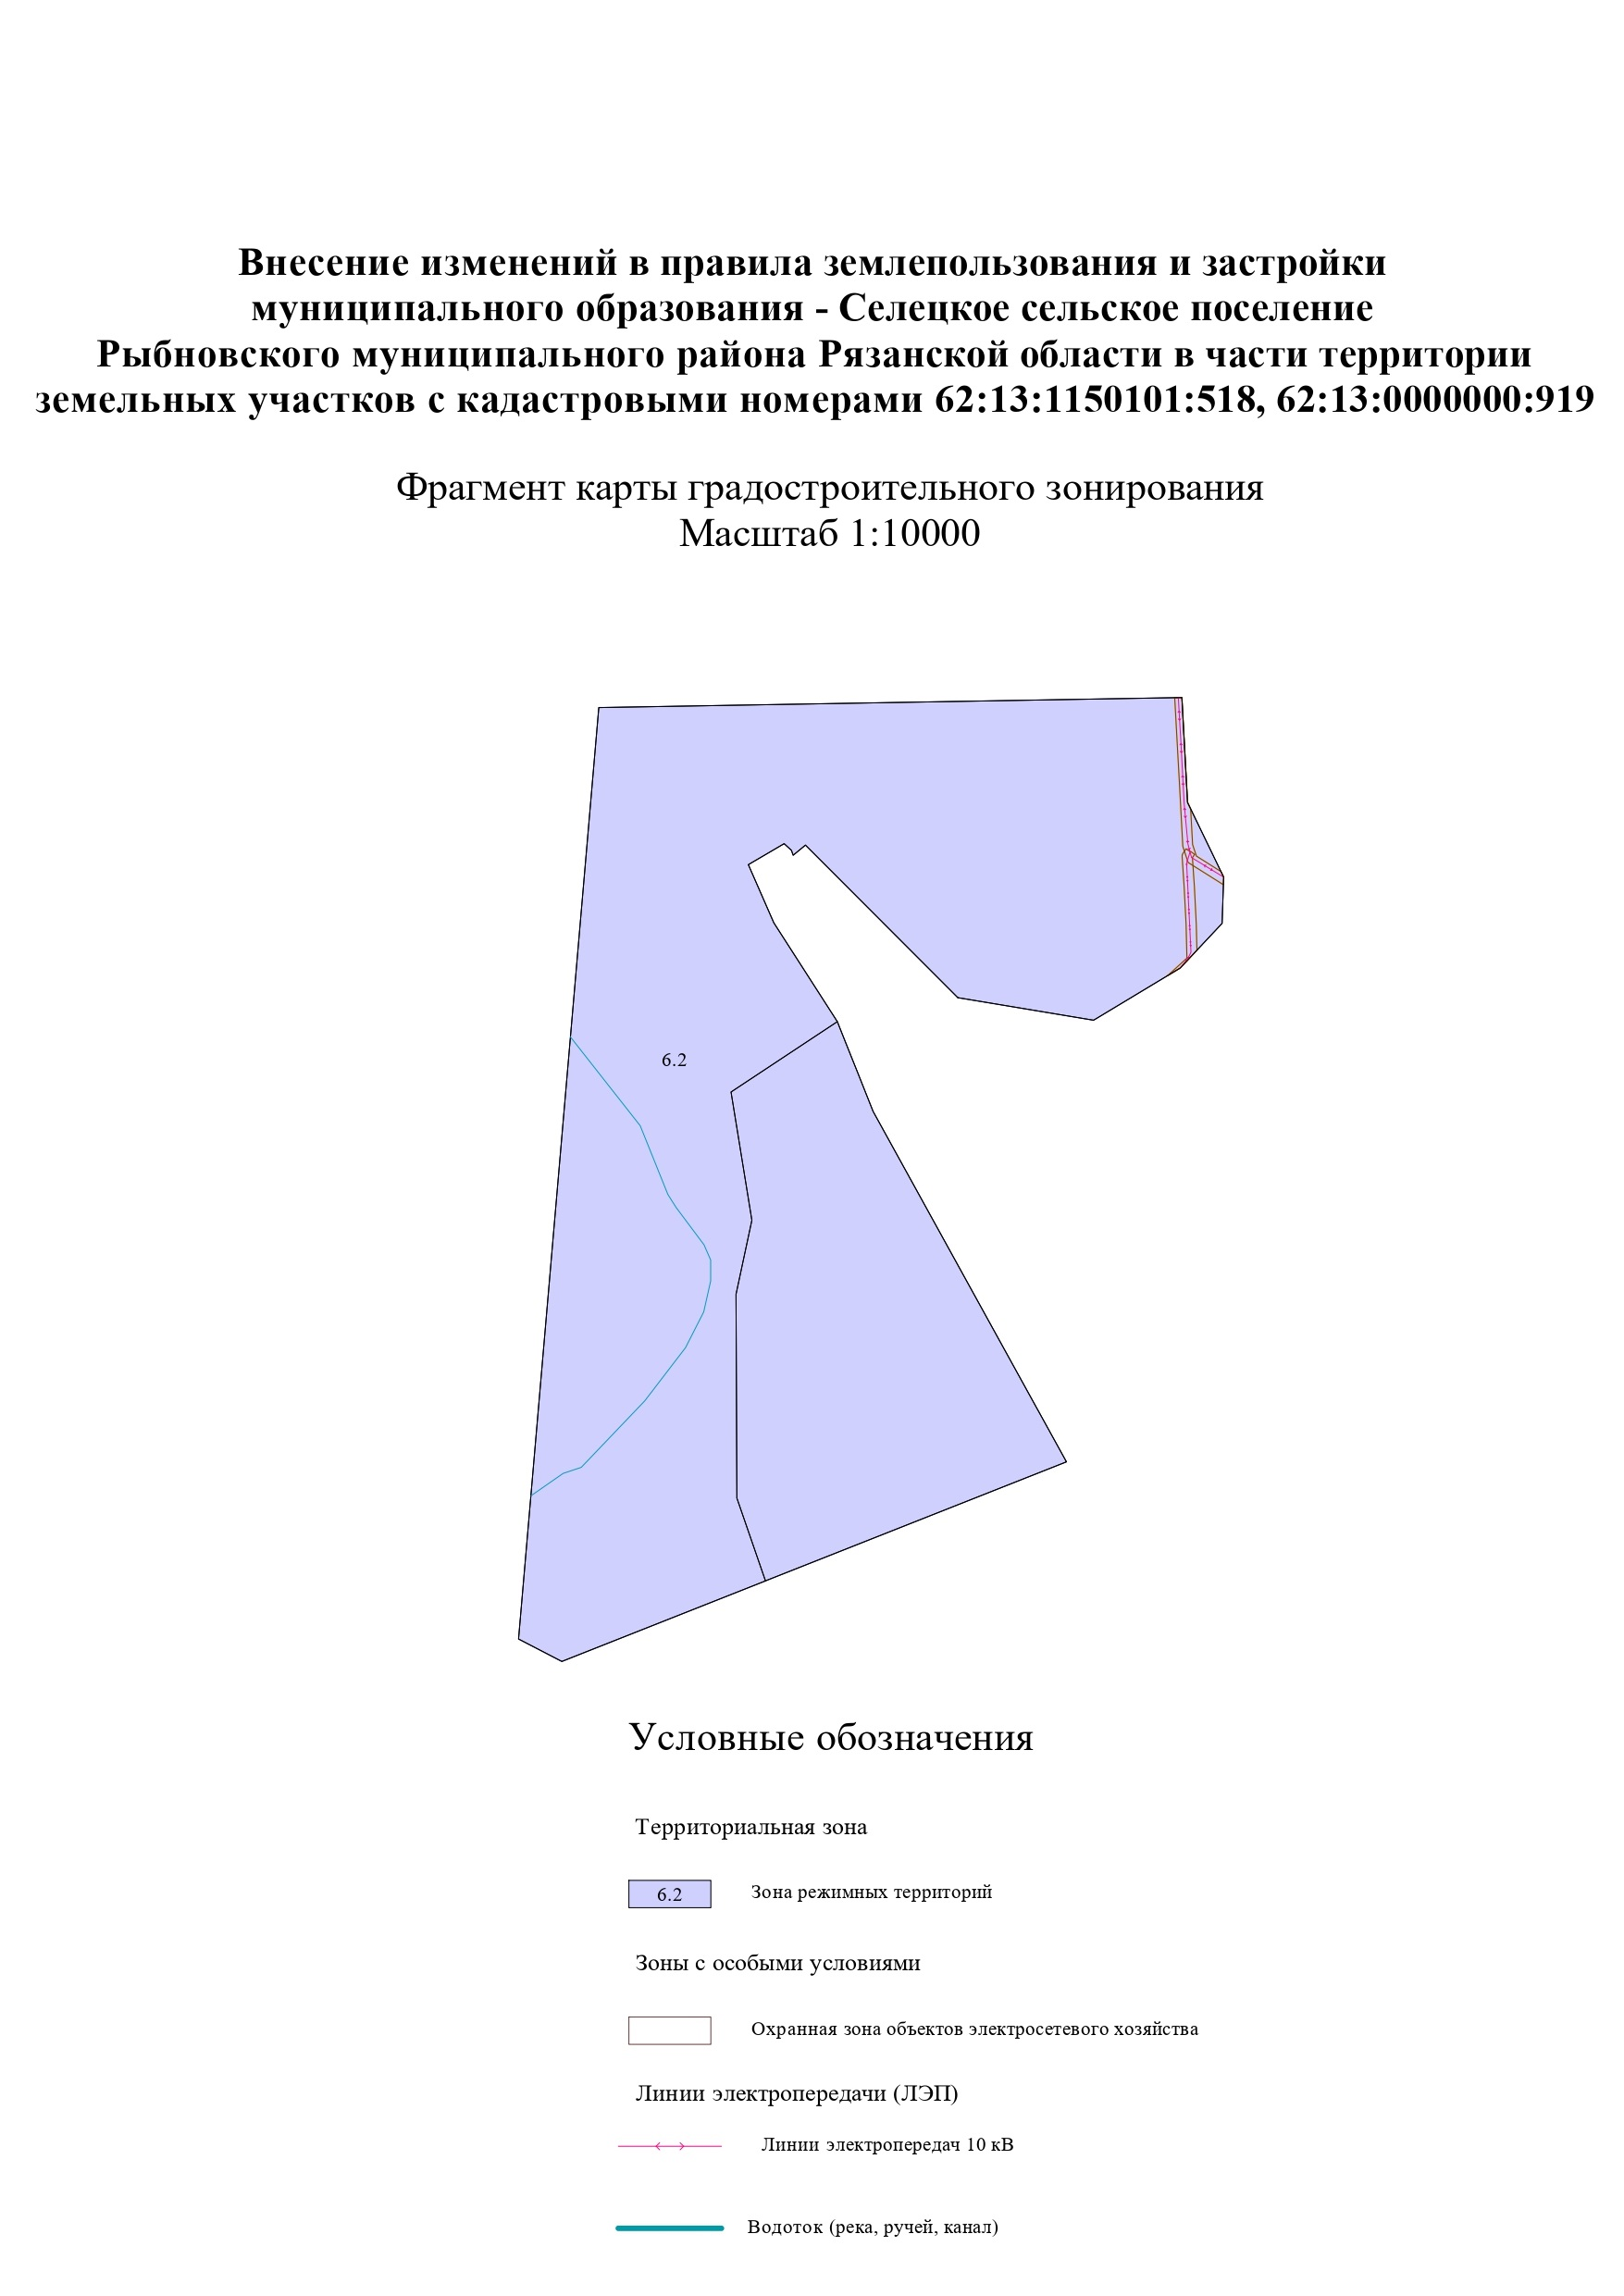 Внесение изменений в правила землепользования и застройки
муниципального образования - Селецкое сельское поселение
Рыбновского муниципального района Рязанской области в части территории
земельных участков с кадастровыми номерами 62:13:1150101:518, 62:13:0000000:919
Фрагмент карты градостроительного зонирования
Масштаб 1:10000
6.2
Условные обозначения
Территориальная зона
6.2 Зона режимных территорий
Зоны с особыми условиями
Охранная зона объектов электросетевого хозяйства
Линии электропередачи (ЛЭП)
Линии электропередач 10 кВ
Водоток (река, ручей, канал)